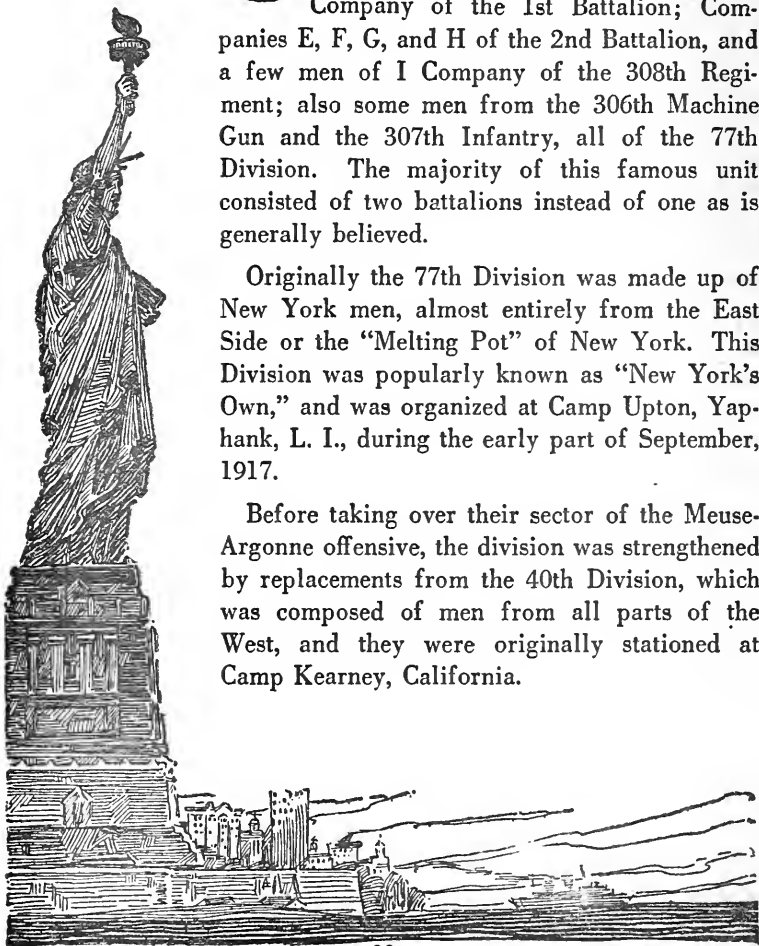 Company of the 1st Battalion; Com-
panies E, F, G, and H of the 2nd Battalion, and
a few men of I Company of the 308th Regi-
ment; also some men from the 306th Machine
Gun and the 307th Infantry, all of the 77th
Division. The majority of this famous unit
consisted of two battalions instead of one as is
generally believed.
Originally the 77th Division was made up of
New York men, almost entirely from the East
Side or the “Melting Pot” of New York. This
Division was popularly known as “New York's
Own,” and was organized at Camp Upton, Yap-
hank, L. I., during the early part of September,
1917.
Before taking over their sector of the Meuse-
Argonne offensive, the division was strengthened
by replacements from the 40th Division, which
was composed of men from all parts of the
West, and they were originally stationed at
Camp Kearney, California.